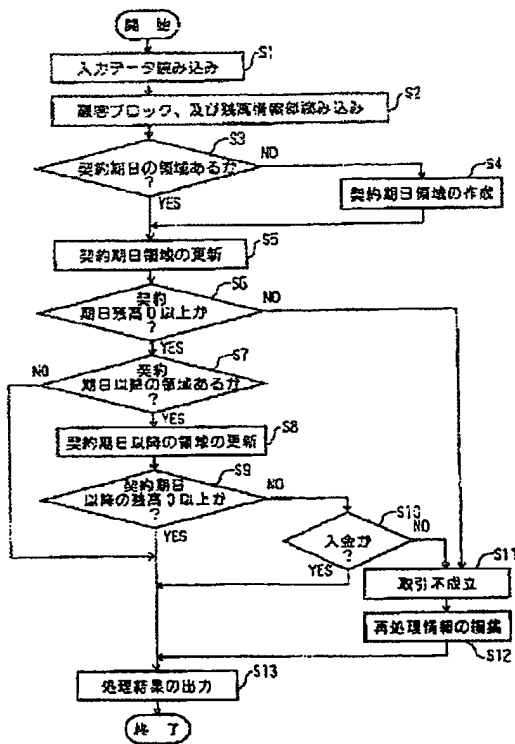 開 始
S1
入力データ読み込み
S2
顧客ブロック、及び残高情報部読み込み
S3
契約期日の領域あるか
?
NO
YES
S4
契約期日領域の作成
S5
契約期日領域の更新
S6
契約
期日残高0以上か
?
NO
YES
S7
契約
期日以降の領域あるか
?
NO
YES
S8
契約期日以降の領域の更新
S9
契約期日
以降の残高0以上か
?
NO
YES
S10
入金か
?
NO
YES
S11
取引不成立
再処理情報の編集
S12
S13
処理結果の出力
終 了